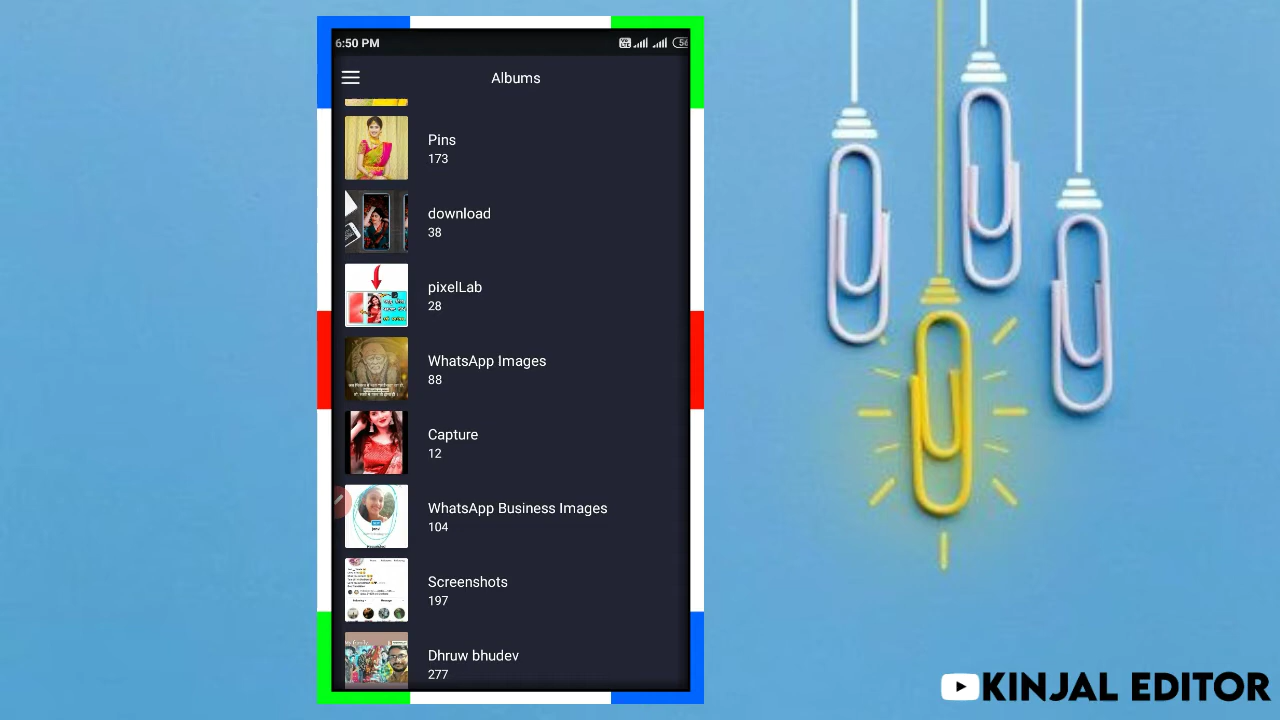 6:50 PM
Albums
Pins
173
download
38
pixelLab
28
WhatsApp Images
88
Capture
12
WhatsApp Business Images
104
Screenshots
197
Dhruw bhudev
277
KINJAL EDITOR